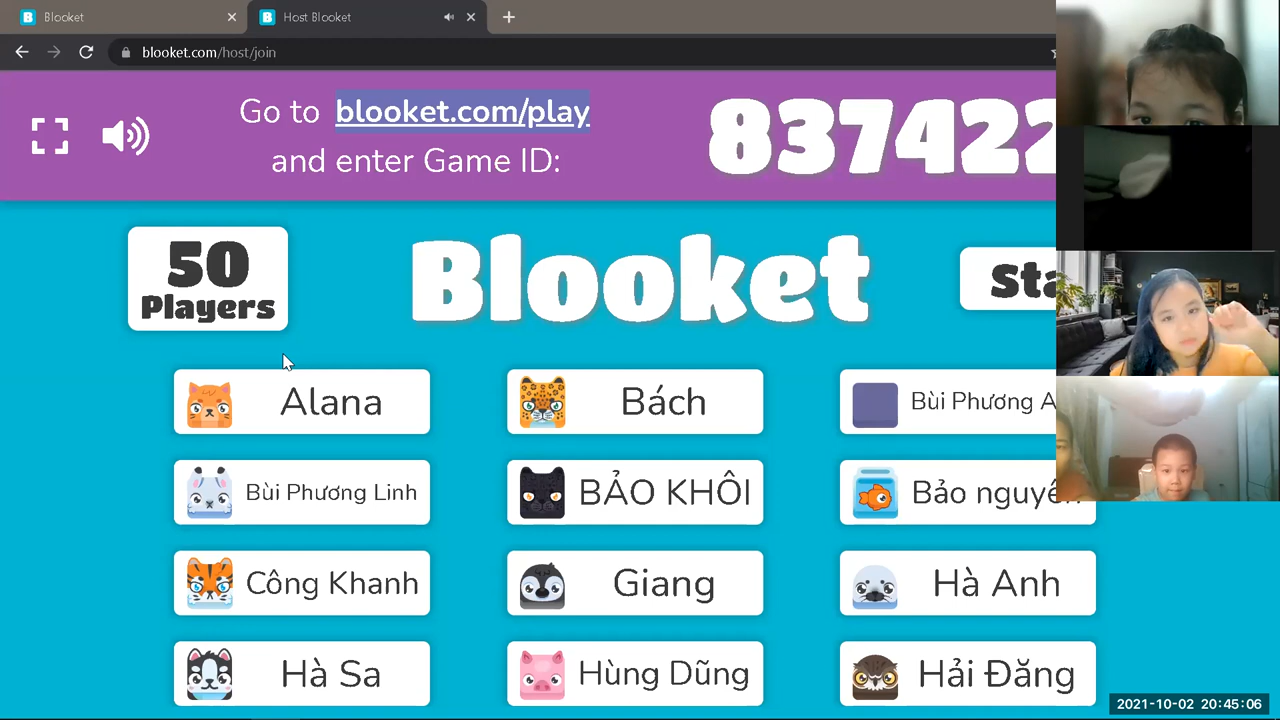 Blooket
Host Blooket
blooket.com/host/join
Go to blooket.com/play
and enter Game ID:
837422
50
Players
Blooket
Sta
Alana
Bách
Bùi Phương A
Bùi Phương Linh
BẢO KHÔI
Bảo nguyên
Công Khanh
Giang
Hà Anh
Hà Sa
Hùng Dũng
Hải Đăng
2021-10-02 20:45:06